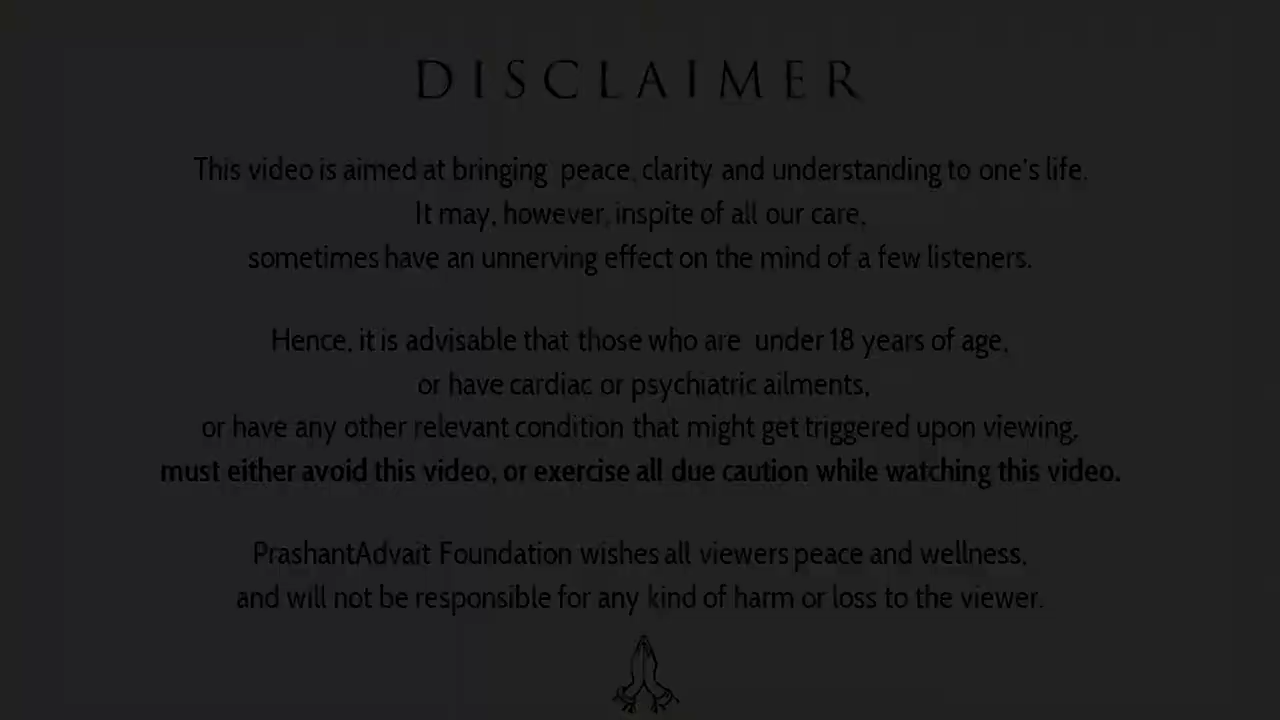 DISCLAIMER
This video is aimed at bringing peace, clarity and understanding to one's life.
It may, however, inspite of all our care,
sometimes have an unnerving effect on the mind of a few listeners.
Hence, it is advisable that those who are under 18 years of age,
or have cardiac or psychiatric ailments,
or have any other relevant condition that might get triggered upon viewing,
must either avoid this video, or exercise all due caution while watching this video.
PrashantAdvait Foundation wishes all viewers peace and wellness,
and will not be responsible for any kind of harm or loss to the viewer.